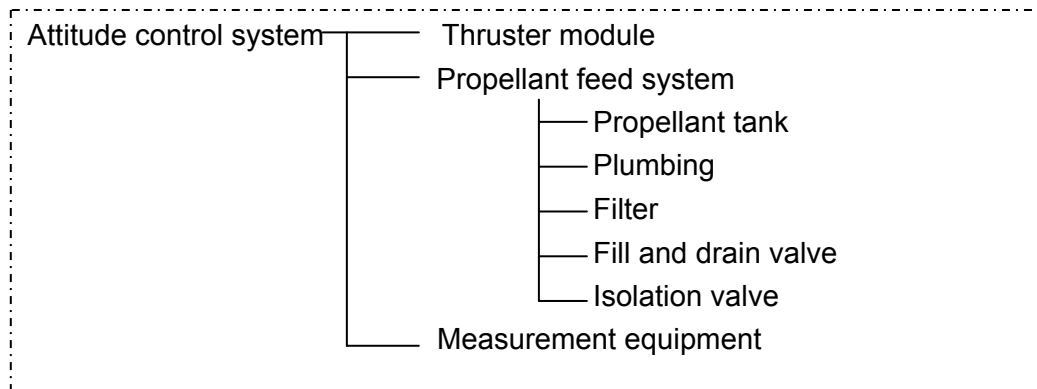 Attitude control system
Thruster module
Propellant feed system
Propellant tank
Plumbing
Filter
Fill and drain valve
Isolation valve
Measurement equipment